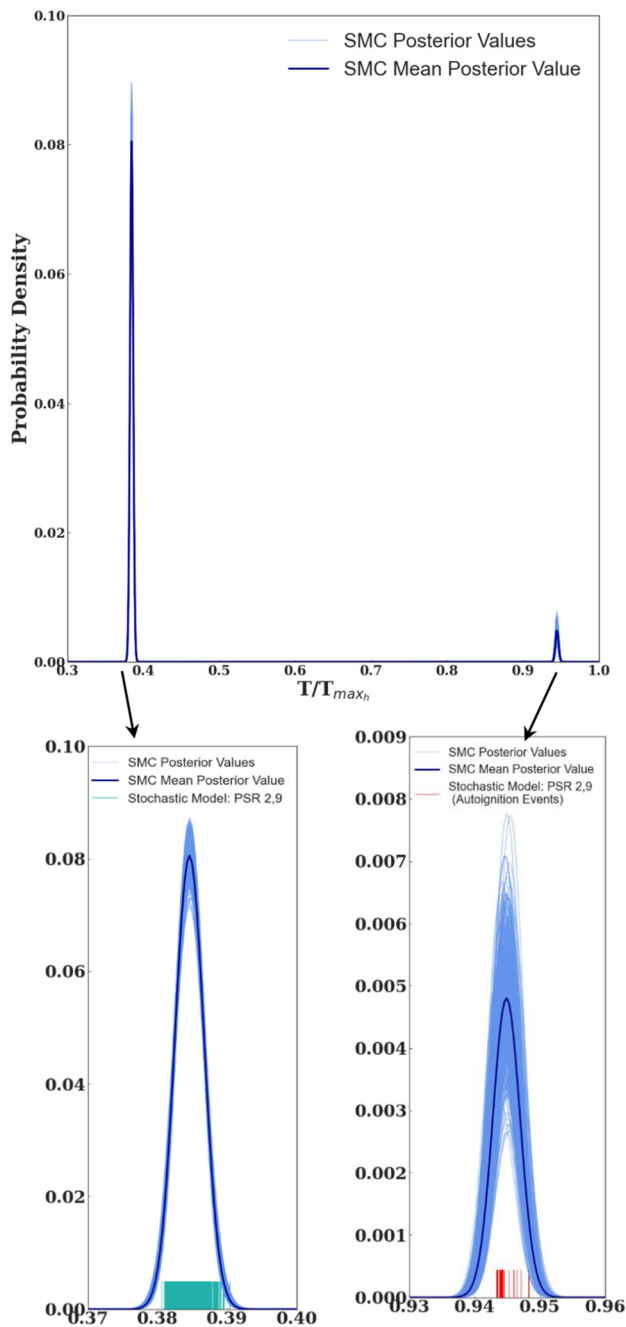 0.10
SMC Posterior Values
SMC Mean Posterior Value
0.08
0.06
Probability Density
0.04
0.02
0.00
0.3 0.4 0.5 0.6 0.7 0.8 0.9 1.0
T/Tmaxh
0.10
SMC Posterior Values
SMC Mean Posterior Value
Stochastic Model: PSR 2,9
0.08
0.06
0.04
0.02
0.00
0.37 0.38 0.39 0.40
0.009
SMC Posterior Values
SMC Mean Posterior Value
Stochastic Model: PSR 2,9
(Autoignition Events)
0.008
0.007
0.006
0.005
0.004
0.003
0.002
0.001
0.000
0.93 0.94 0.95 0.96